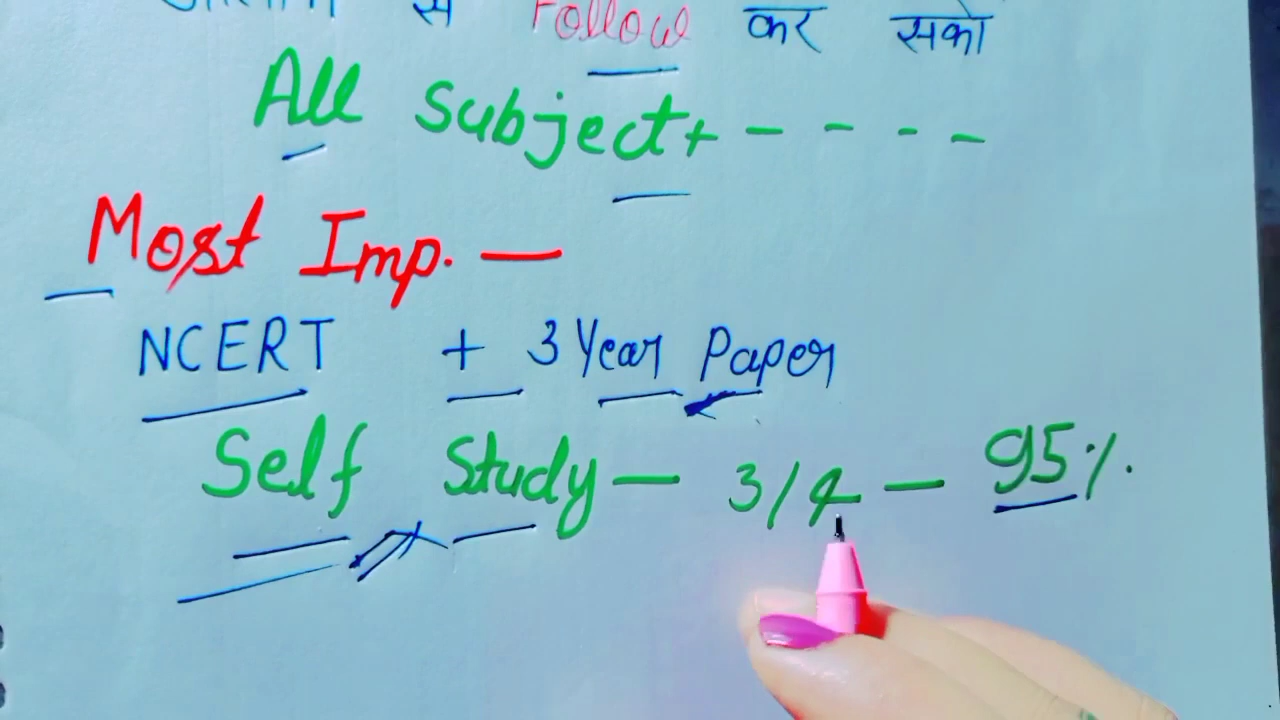 से Follow कर सको
All Subject + - - - -
Most Imp. —
NCERT + 3 Year Paper
Self Study — 3/4 — 95%.